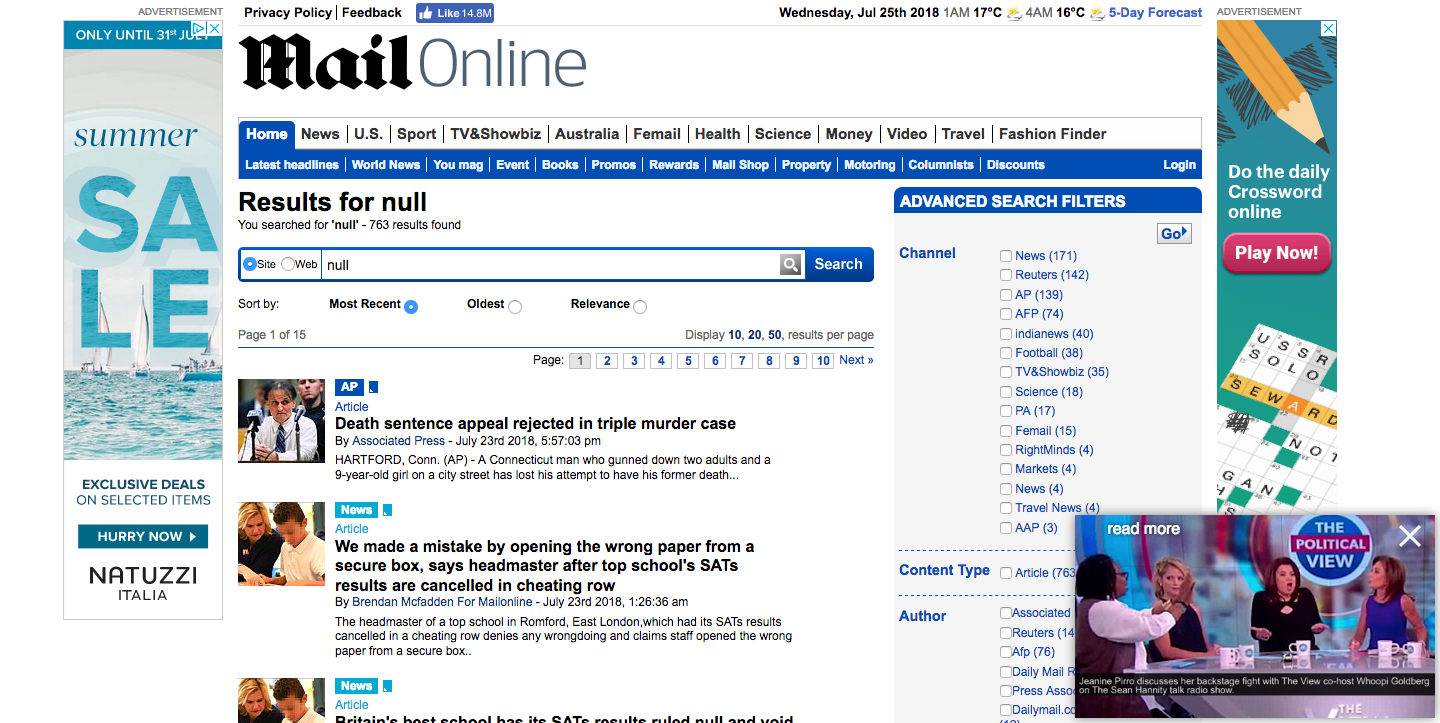 ADVERTISEMENT
Privacy Policy
Feedback
Like 14.8M
Wednesday, Jul 25th 2018 1AM 17°C 4AM 16°C 5-Day Forecast
ADVERTISEMENT
ONLY UNTIL 31st JULY
summer
SA
LE
EXCLUSIVE DEALS
ON SELECTED ITEMS
HURRY NOW
NATUZZI
ITALIA
Mail Online
Home News U.S. Sport TV&Showbiz Australia Femail Health Science Money Video Travel Fashion Finder
Latest headlines World News You mag Event Books Promos Rewards Mail Shop Property Motoring Columnists Discounts Login
Results for null
You searched for 'null' - 763 results found
Site Web null Search
Sort by: Most Recent Oldest Relevance
Page 1 of 15 Display 10, 20, 50, results per page
Page: 1 2 3 4 5 6 7 8 9 10 Next »
AP
Article
Death sentence appeal rejected in triple murder case
By Associated Press - July 23rd 2018, 5:57:03 pm
HARTFORD, Conn. (AP) - A Connecticut man who gunned down two adults and a
9-year-old girl on a city street has lost his attempt to have his former death...
News
Article
We made a mistake by opening the wrong paper from a
secure box, says headmaster after top school's SATs
results are cancelled in cheating row
By Brendan Mcfadden For Mailonline - July 23rd 2018, 1:26:36 am
The headmaster of a top school in Romford, East London,which had its SATs results
cancelled in a cheating row denies any wrongdoing and claims staff opened the wrong
paper from a secure box..
News
Article
Britain's best school has its SATs results ruled null and void
ADVANCED SEARCH FILTERS
Go
Channel
News (171)
Reuters (142)
AP (139)
AFP (74)
indianews (40)
Football (38)
TV&Showbiz (35)
Science (18)
PA (17)
Femail (15)
RightMinds (4)
Markets (4)
News (4)
Travel News (4)
AAP (3)
Content Type Article (763
Author
Associated
Reuters (14
Afp (76)
Daily Mail R
Press Asso
Dailymail.co
Do the daily
Crossword
online
Play Now!
USSR
SOLO
SEWARD
NOT
GAN
read more
THE
POLITICAL
VIEW
Jeanine Pirro discusses her backstage fight with The View co-host Whoopi Goldberg
on The Sean Hannity talk radio show.
THE